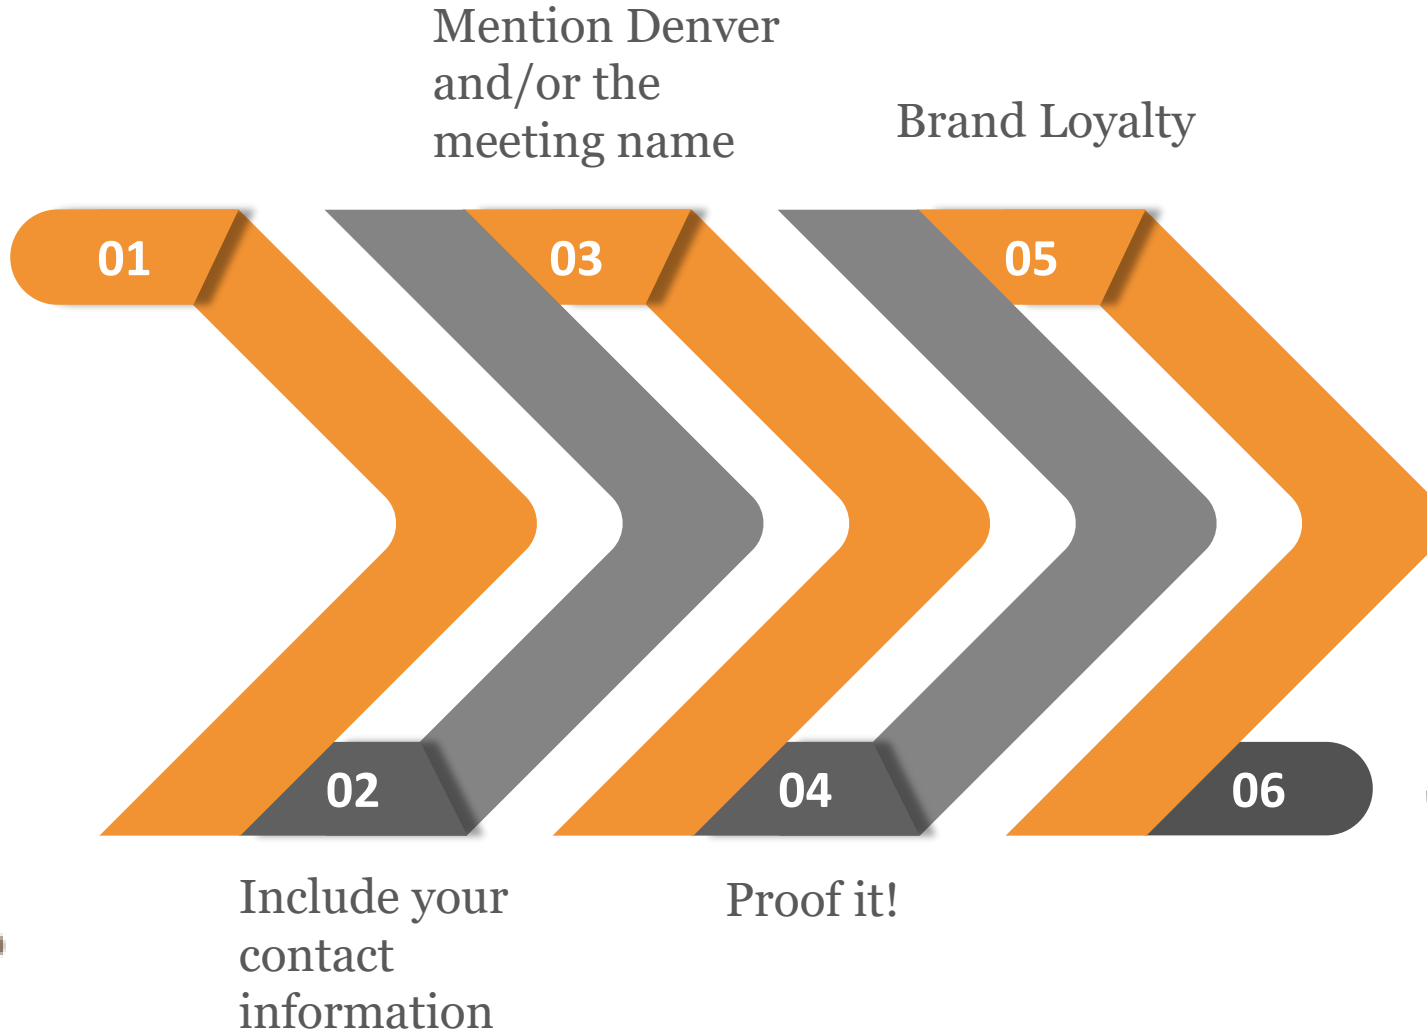 Mention Denver
and/or the
meeting name
Brand Loyalty
01
03
05
02
04
06
Include your
contact
information
Proof it!